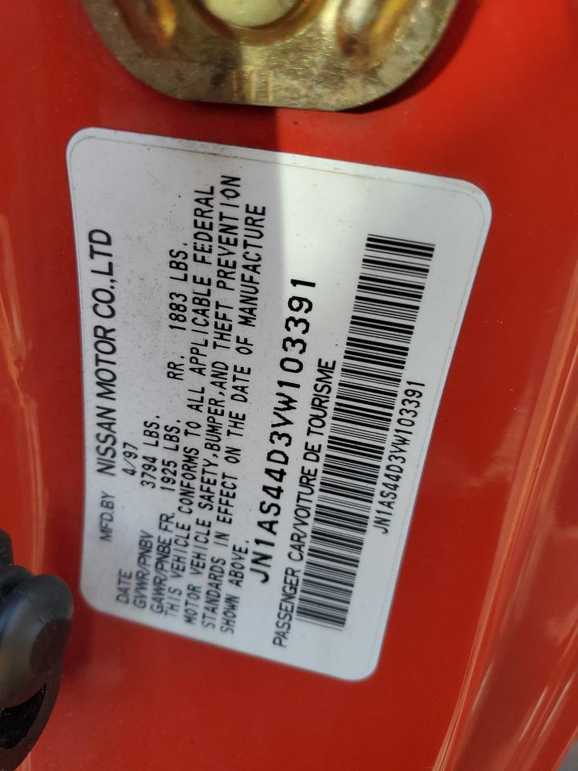 MFD.BY NISSAN MOTOR CO.,LTD
DATE 4/97
GVWR/PNBV 3794 LBS.
GAWR/PNBE FR. 1925 LBS. RR. 1883 LBS.
THIS VEHICLE CONFORMS TO ALL APPLICABLE FEDERAL
MOTOR VEHICLE SAFETY,BUMPER,AND THEFT PREVENTION
STANDARDS IN EFFECT ON THE DATE OF MANUFACTURE
SHOWN ABOVE.
JN1AS44D3VW103391
PASSENGER CAR/VOITURE DE TOURISME
JN1AS44D3VW103391